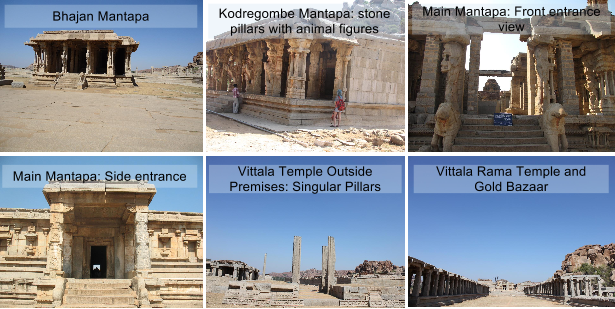 Bhajan Mantapa
Kodregombe Mantapa: stone
pillars with animal figures
Main Mantapa: Front entrance
view
Main Mantapa: Side entrance
Vittala Temple Outside
Premises: Singular Pillars
Vittala Rama Temple and
Gold Bazaar